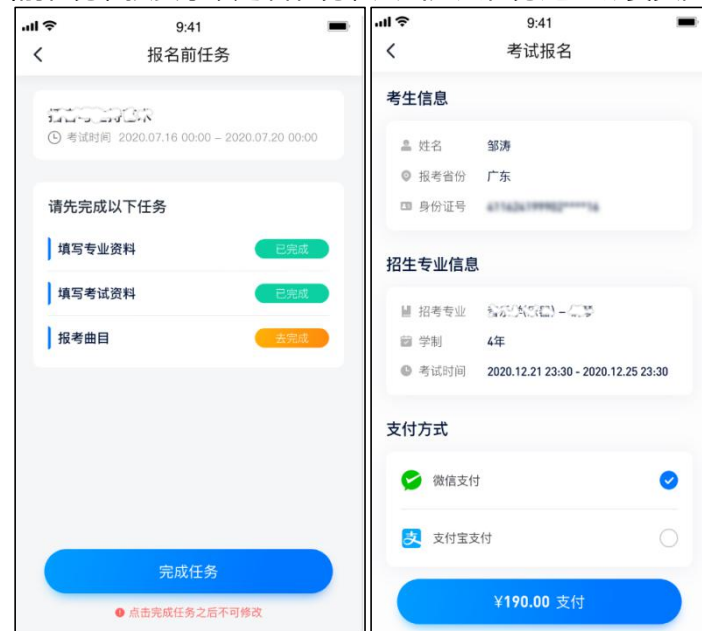 9:41
报名前任务
考试时间 2020.07.16 00:00 – 2020.07.20 00:00
请先完成以下任务
填写专业资料 已完成
填写考试资料 已完成
报考曲目 去完成
完成任务
点击完成任务之后不可修改
9:41
考试报名
考生信息
姓名 邹涛
报考省份 广东
身份证号
招生专业信息
招考专业
学制 4年
考试时间 2020.12.21 23:30 - 2020.12.25 23:30
支付方式
微信支付
支 支付宝支付
¥190.00 支付